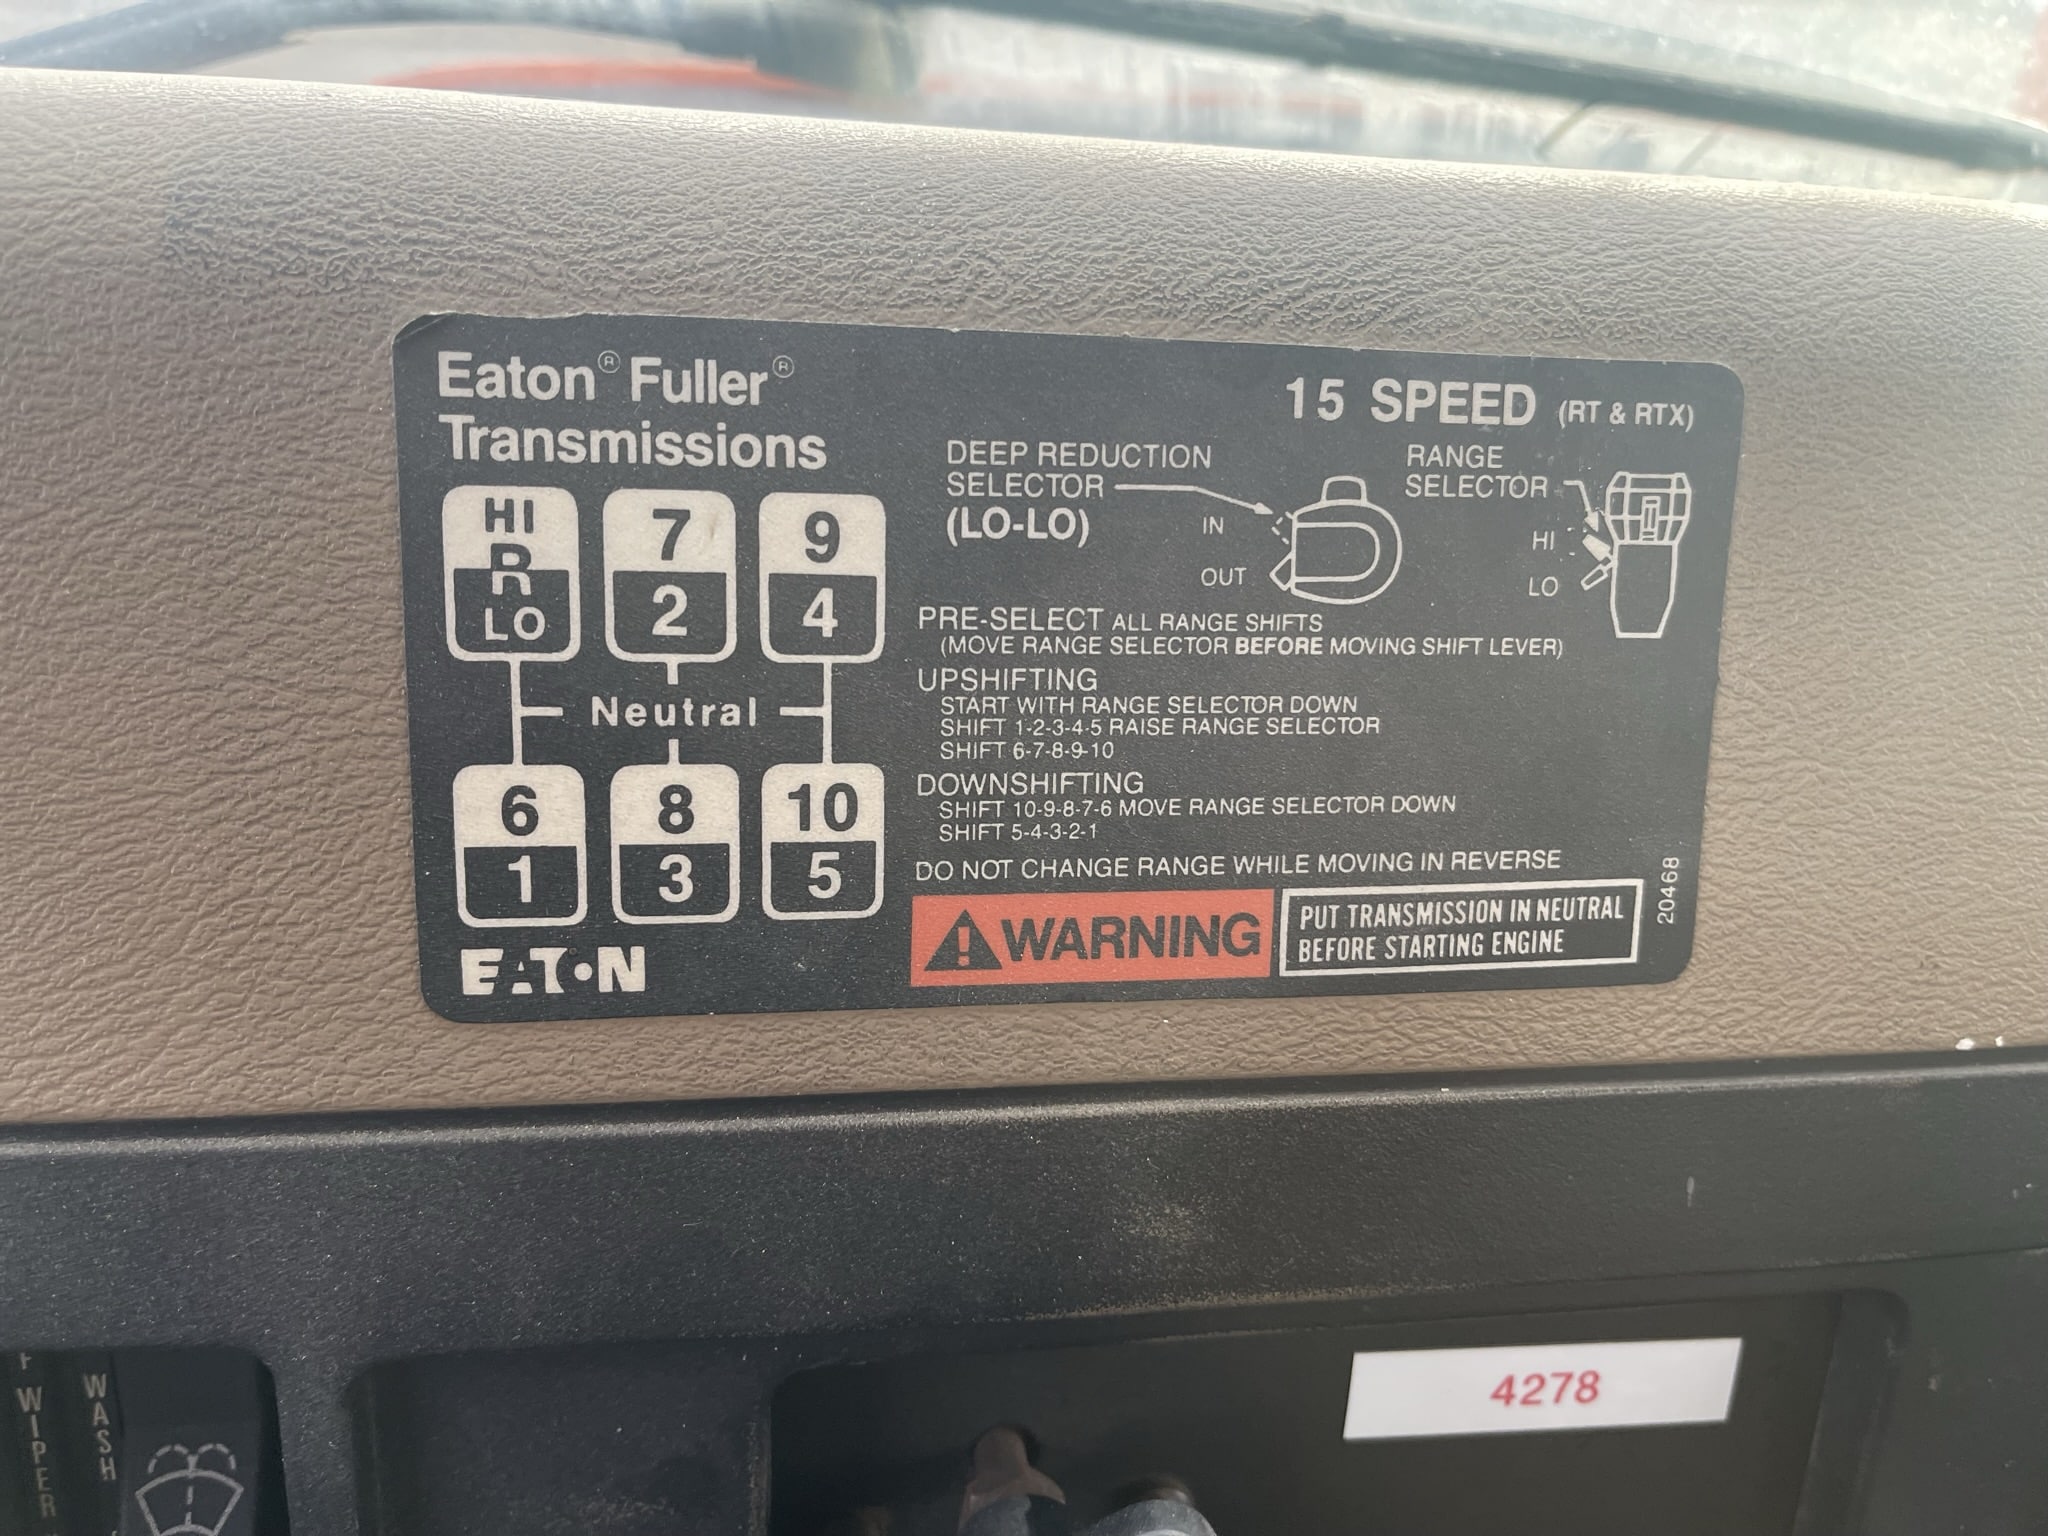 Eaton® Fuller®
Transmissions
15 SPEED (RT & RTX)
DEEP REDUCTION
SELECTOR
(LO-LO)
IN
OUT
RANGE
SELECTOR
HI
LO
HI
R
LO
7
2
9
4
Neutral
6
1
8
3
10
5
PRE-SELECT ALL RANGE SHIFTS
(MOVE RANGE SELECTOR BEFORE MOVING SHIFT LEVER)
UPSHIFTING
START WITH RANGE SELECTOR DOWN
SHIFT 1-2-3-4-5 RAISE RANGE SELECTOR
SHIFT 6-7-8-9-10
DOWNSHIFTING
SHIFT 10-9-8-7-6 MOVE RANGE SELECTOR DOWN
SHIFT 5-4-3-2-1
DO NOT CHANGE RANGE WHILE MOVING IN REVERSE
WARNING
PUT TRANSMISSION IN NEUTRAL
BEFORE STARTING ENGINE
20468
EATON
4278
WIPER
WASH